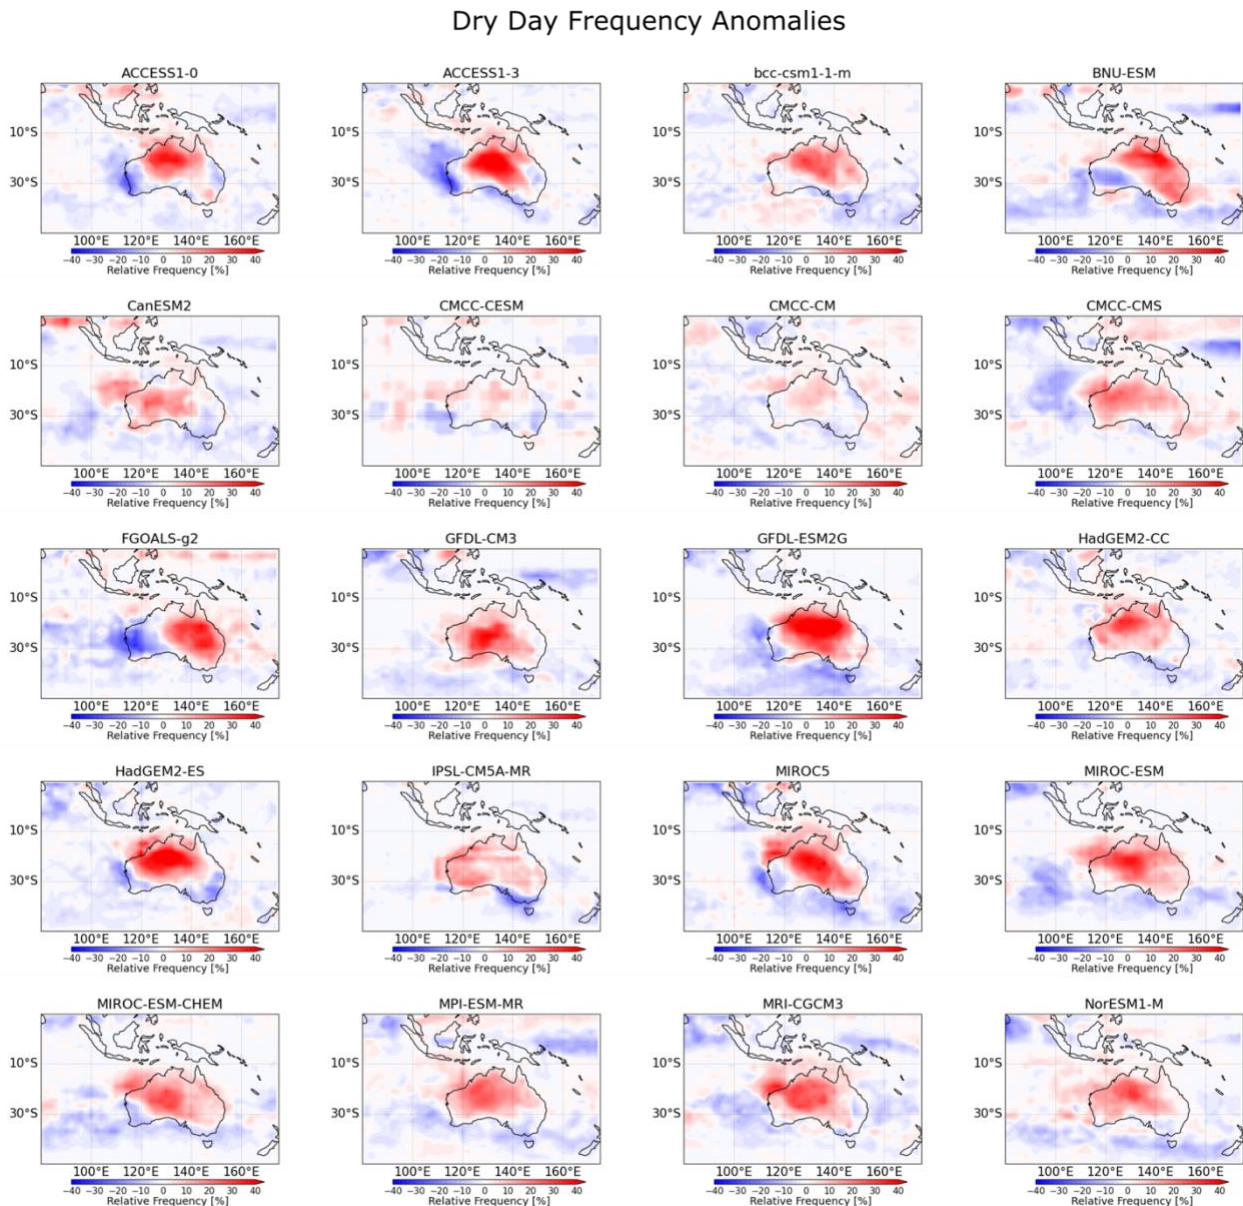 Dry Day Frequency Anomalies
ACCESS1-0 ACCESS1-3 bcc-csm1-1-m BNU-ESM
10°S 10°S 10°S 10°S
30°S 30°S 30°S 30°S
100°E 120°E 140°E 160°E 100°E 120°E 140°E 160°E 100°E 120°E 140°E 160°E 100°E 120°E 140°E 160°E
−40 −30 −20 −10 0 10 20 30 40 −40 −30 −20 −10 0 10 20 30 40 −40 −30 −20 −10 0 10 20 30 40 −40 −30 −20 −10 0 10 20 30 40
Relative Frequency [%] Relative Frequency [%] Relative Frequency [%] Relative Frequency [%]
CanESM2 CMCC-CESM CMCC-CM CMCC-CMS
10°S 10°S 10°S 10°S
30°S 30°S 30°S 30°S
100°E 120°E 140°E 160°E 100°E 120°E 140°E 160°E 100°E 120°E 140°E 160°E 100°E 120°E 140°E 160°E
−40 −30 −20 −10 0 10 20 30 40 −40 −30 −20 −10 0 10 20 30 40 −40 −30 −20 −10 0 10 20 30 40 −40 −30 −20 −10 0 10 20 30 40
Relative Frequency [%] Relative Frequency [%] Relative Frequency [%] Relative Frequency [%]
FGOALS-g2 GFDL-CM3 GFDL-ESM2G HadGEM2-CC
10°S 10°S 10°S 10°S
30°S 30°S 30°S 30°S
100°E 120°E 140°E 160°E 100°E 120°E 140°E 160°E 100°E 120°E 140°E 160°E 100°E 120°E 140°E 160°E
−40 −30 −20 −10 0 10 20 30 40 −40 −30 −20 −10 0 10 20 30 40 −40 −30 −20 −10 0 10 20 30 40 −40 −30 −20 −10 0 10 20 30 40
Relative Frequency [%] Relative Frequency [%] Relative Frequency [%] Relative Frequency [%]
HadGEM2-ES IPSL-CM5A-MR MIROC5 MIROC-ESM
10°S 10°S 10°S 10°S
30°S 30°S 30°S 30°S
100°E 120°E 140°E 160°E 100°E 120°E 140°E 160°E 100°E 120°E 140°E 160°E 100°E 120°E 140°E 160°E
−40 −30 −20 −10 0 10 20 30 40 −40 −30 −20 −10 0 10 20 30 40 −40 −30 −20 −10 0 10 20 30 40 −40 −30 −20 −10 0 10 20 30 40
Relative Frequency [%] Relative Frequency [%] Relative Frequency [%] Relative Frequency [%]
MIROC-ESM-CHEM MPI-ESM-MR MRI-CGCM3 NorESM1-M
10°S 10°S 10°S 10°S
30°S 30°S 30°S 30°S
100°E 120°E 140°E 160°E 100°E 120°E 140°E 160°E 100°E 120°E 140°E 160°E 100°E 120°E 140°E 160°E
−40 −30 −20 −10 0 10 20 30 40 −40 −30 −20 −10 0 10 20 30 40 −40 −30 −20 −10 0 10 20 30 40 −40 −30 −20 −10 0 10 20 30 40
Relative Frequency [%] Relative Frequency [%] Relative Frequency [%] Relative Frequency [%]